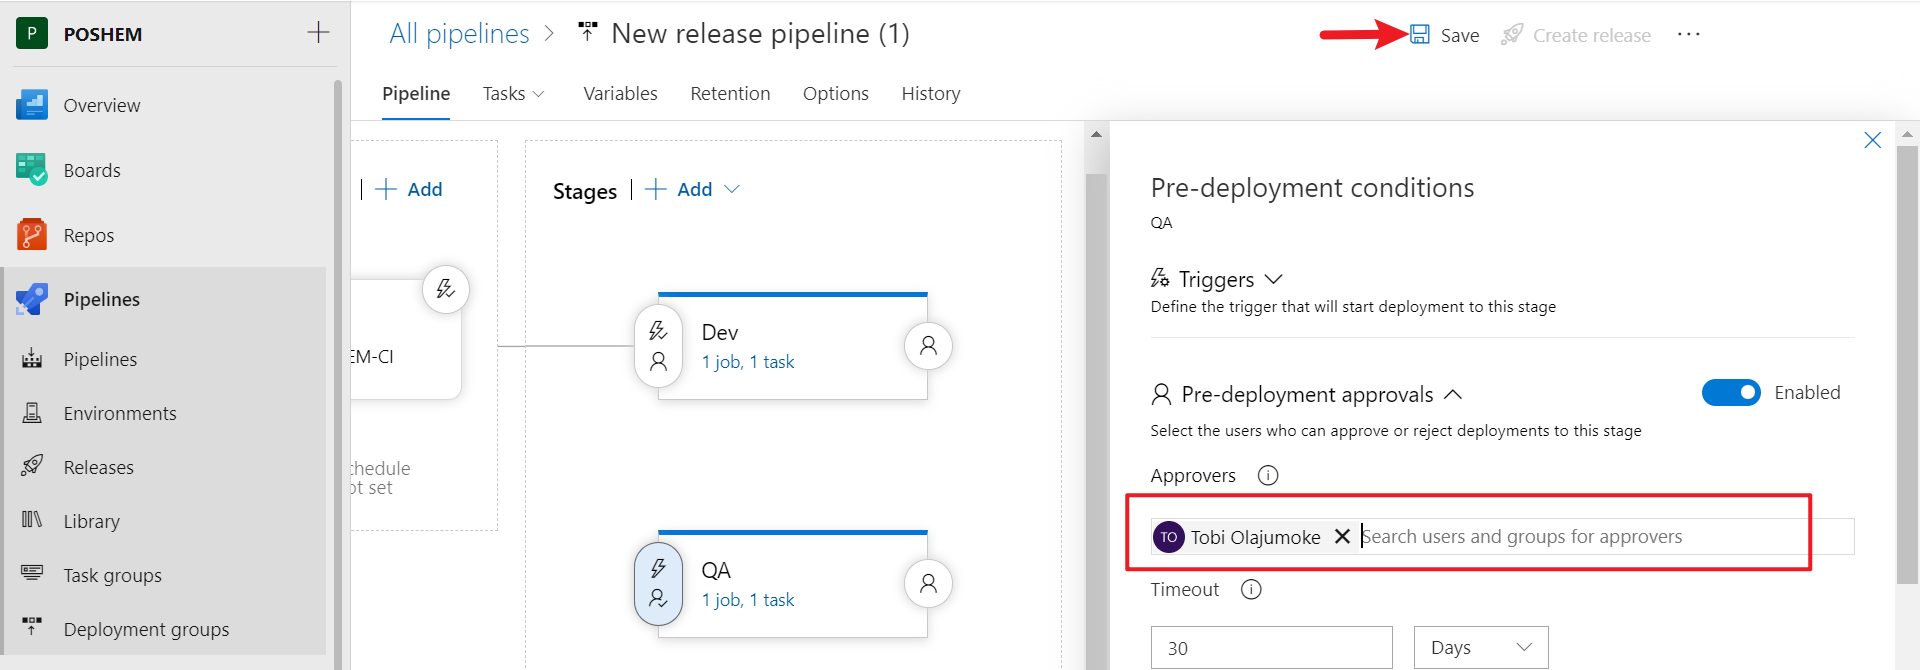 P POSHEM
Overview
Boards
Repos
Pipelines
Pipelines
Environments
Releases
Library
Task groups
Deployment groups
All pipelines > New release pipeline (1)
Save Create release ...
Pipeline Tasks Variables Retention Options History
Add
Stages | Add
EM-CI
Dev
1 job, 1 task
QA
1 job, 1 task
Pre-deployment conditions
QA
Triggers
Define the trigger that will start deployment to this stage
Pre-deployment approvals Enabled
Select the users who can approve or reject deployments to this stage
Approvers
TO Tobi Olajumoke Search users and groups for approvers
Timeout
30 Days